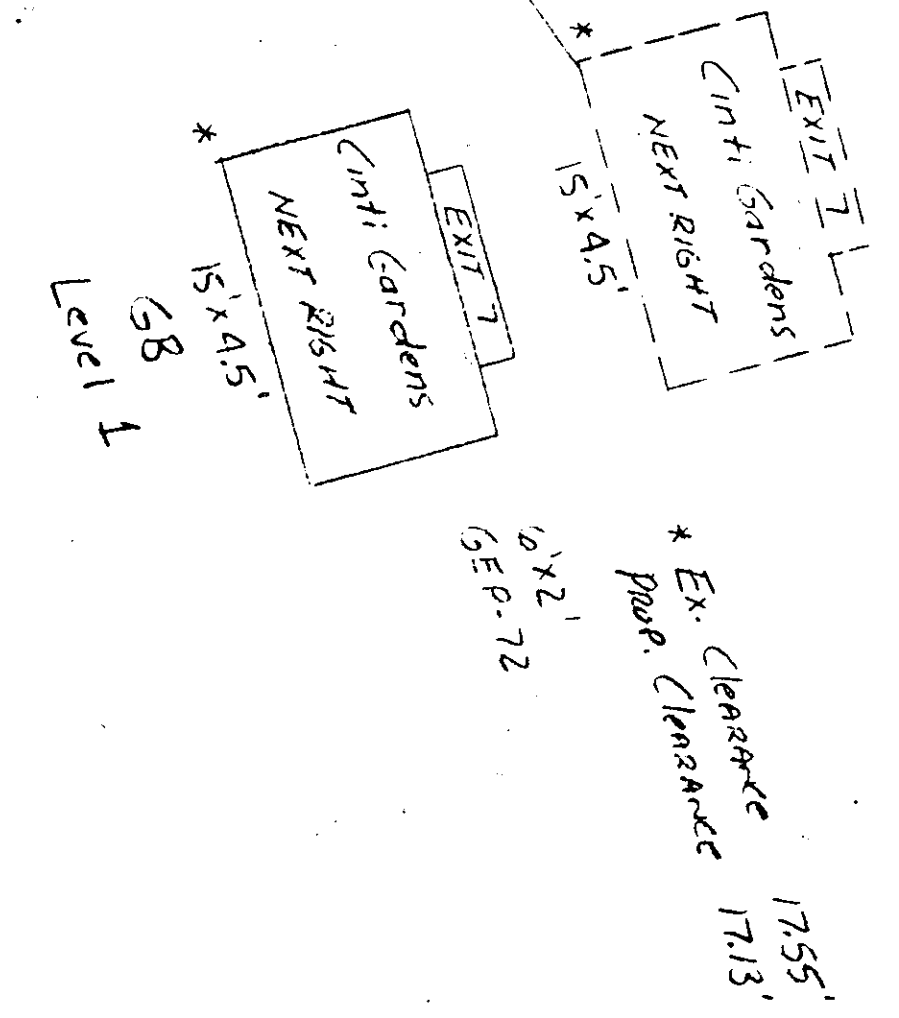 EXIT 7
Cinti Gardens
NEXT RIGHT
15'x4.5'
*
EXIT 7
Cinti Gardens
NEXT RIGHT
15'x4.5'
GB
Level 1
*
* Ex. Clearance 17.55'
Prop. Clearance 17.13'
6'x2'
GEP-72